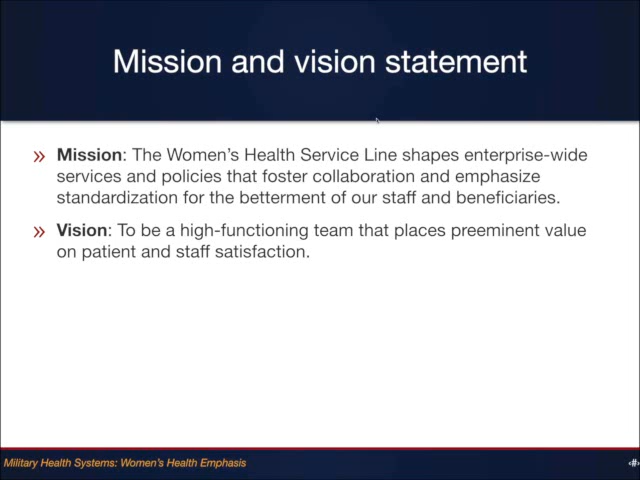 Mission and vision statement
» Mission: The Women’s Health Service Line shapes enterprise-wide
services and policies that foster collaboration and emphasize
standardization for the betterment of our staff and beneficiaries.
» Vision: To be a high-functioning team that places preeminent value
on patient and staff satisfaction.
Military Health Systems: Women’s Health Emphasis
‹#›